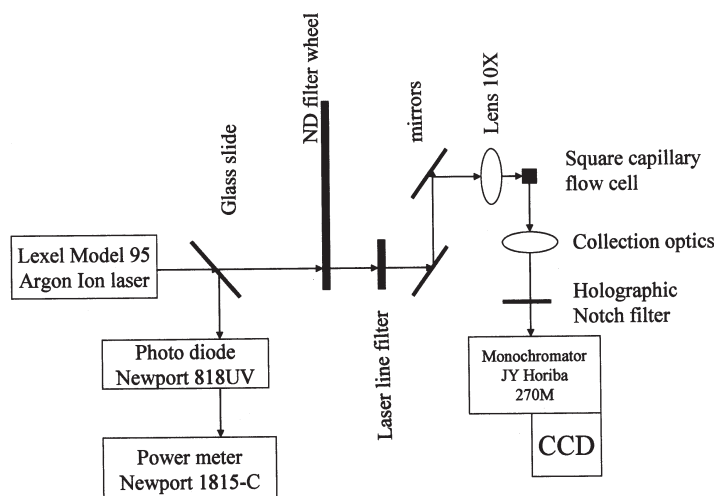 Lexel Model 95
Argon Ion laser
Glass slide
ND filter wheel
Laser line filter
mirrors
Lens 10X
Square capillary
flow cell
Collection optics
Holographic
Notch filter
Monochromator
JY Horiba
270M
CCD
Photo diode
Newport 818UV
Power meter
Newport 1815-C